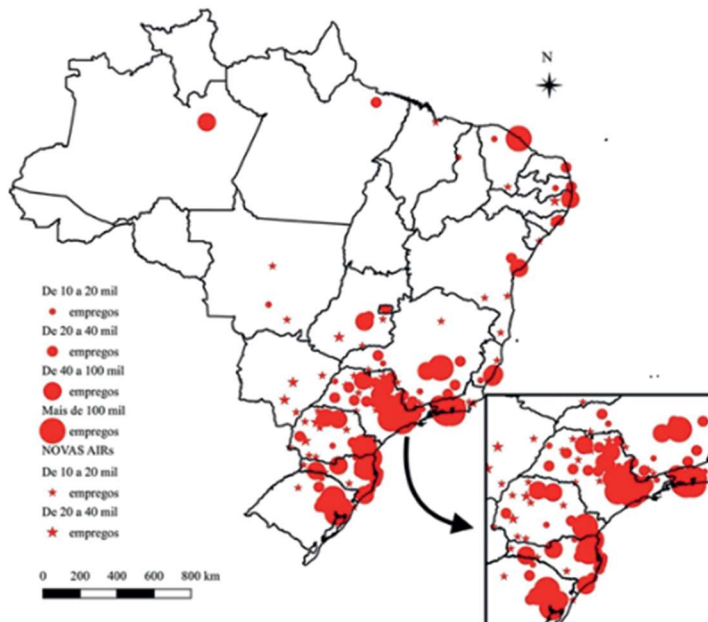 N
De 10 a 20 mil
empregos
De 20 a 40 mil
empregos
De 40 a 100 mil
empregos
Mais de 100 mil
empregos
NOVAS AIRs
De 10 a 20 mil
empregos
De 20 a 40 mil
empregos
0 200 400 600 800 km